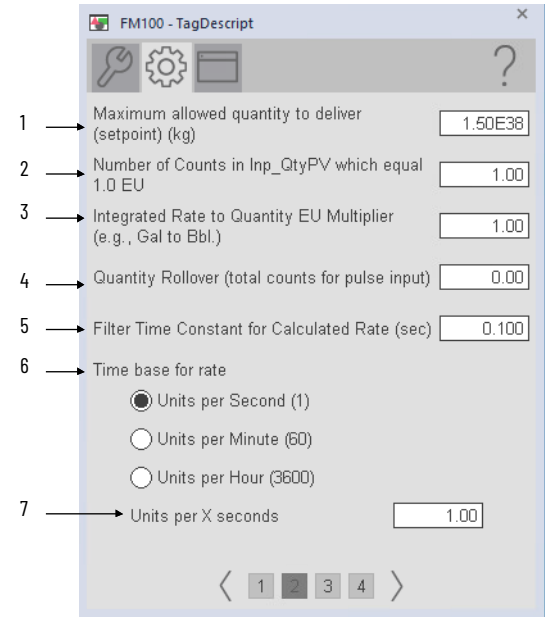 FM100 - TagDescript
×
?
1
Maximum allowed quantity to deliver
(setpoint) (kg)
1.50E38
2
Number of Counts in Inp_QtyPV which equal
1.0 EU
1.00
3
Integrated Rate to Quantity EU Multiplier
(e.g., Gal to Bbl.)
1.00
4
Quantity Rollover (total counts for pulse input)
0.00
5
Filter Time Constant for Calculated Rate (sec)
0.100
6
Time base for rate
Units per Second (1)
Units per Minute (60)
Units per Hour (3600)
7
Units per X seconds
1.00
1 2 3 4